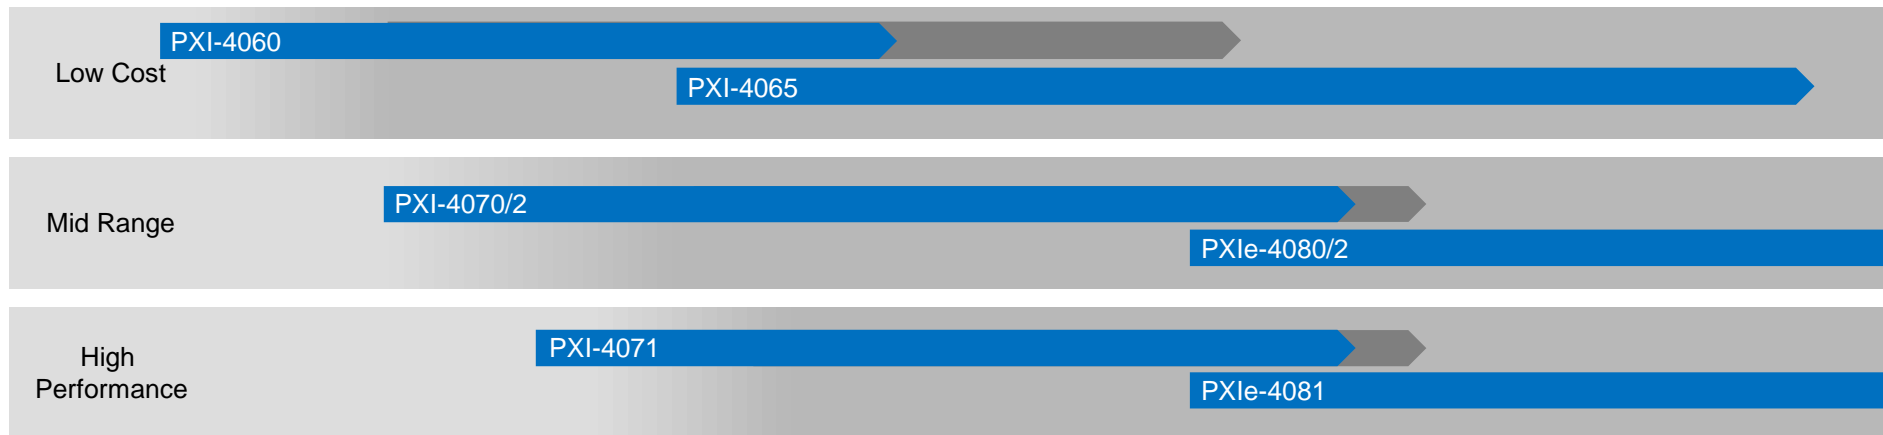 PXI-4060
Low Cost
PXI-4065
PXI-4070/2
Mid Range
PXIe-4080/2
PXI-4071
High
Performance
PXIe-4081